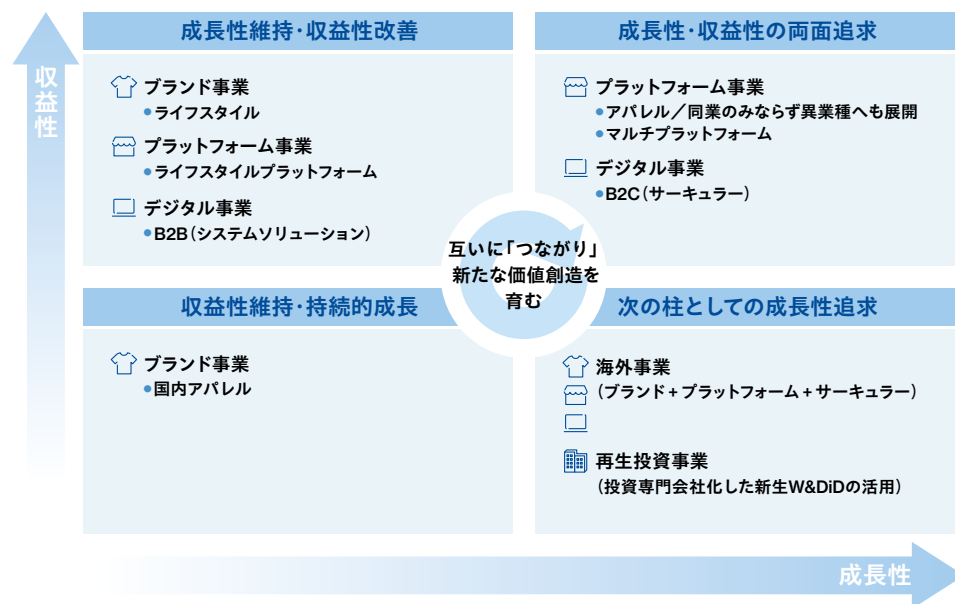 収益性
成長性維持・収益性改善
ブランド事業
●ライフスタイル
プラットフォーム事業
●ライフスタイルプラットフォーム
デジタル事業
●B2B（システムソリューション）
成長性・収益性の両面追求
プラットフォーム事業
●アパレル／同業のみならず異業種へも展開
●マルチプラットフォーム
デジタル事業
●B2C（サーキュラー）
互いに「つながり」
新たな価値創造を
育む
収益性維持・持続的成長
ブランド事業
●国内アパレル
次の柱としての成長性追求
海外事業
（ブランド＋プラットフォーム＋サーキュラー）
再生投資事業
（投資専門会社化した新生W&DiDの活用）
成長性